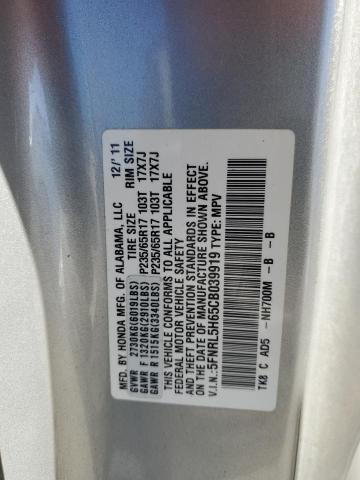 MFD. BY HONDA MFG. OF ALABAMA, LLC 12/'11
TIRE SIZE RIM SIZE
GVWR 2730KG(6019LBS)
GAWR F 1320KG(2910LBS) P235/65R17 103T 17X7J
GAWR R 1515KG(3340LBS) P235/65R17 103T 17X7J
THIS VEHICLE CONFORMS TO ALL APPLICABLE
FEDERAL MOTOR VEHICLE SAFETY
AND THEFT PREVENTION STANDARDS IN EFFECT
ON THE DATE OF MANUFACTURE SHOWN ABOVE.
V.I.N.:5FNRL5H65CB039919 TYPE: MPV
TK8 C AD5 -NH700M -B -B